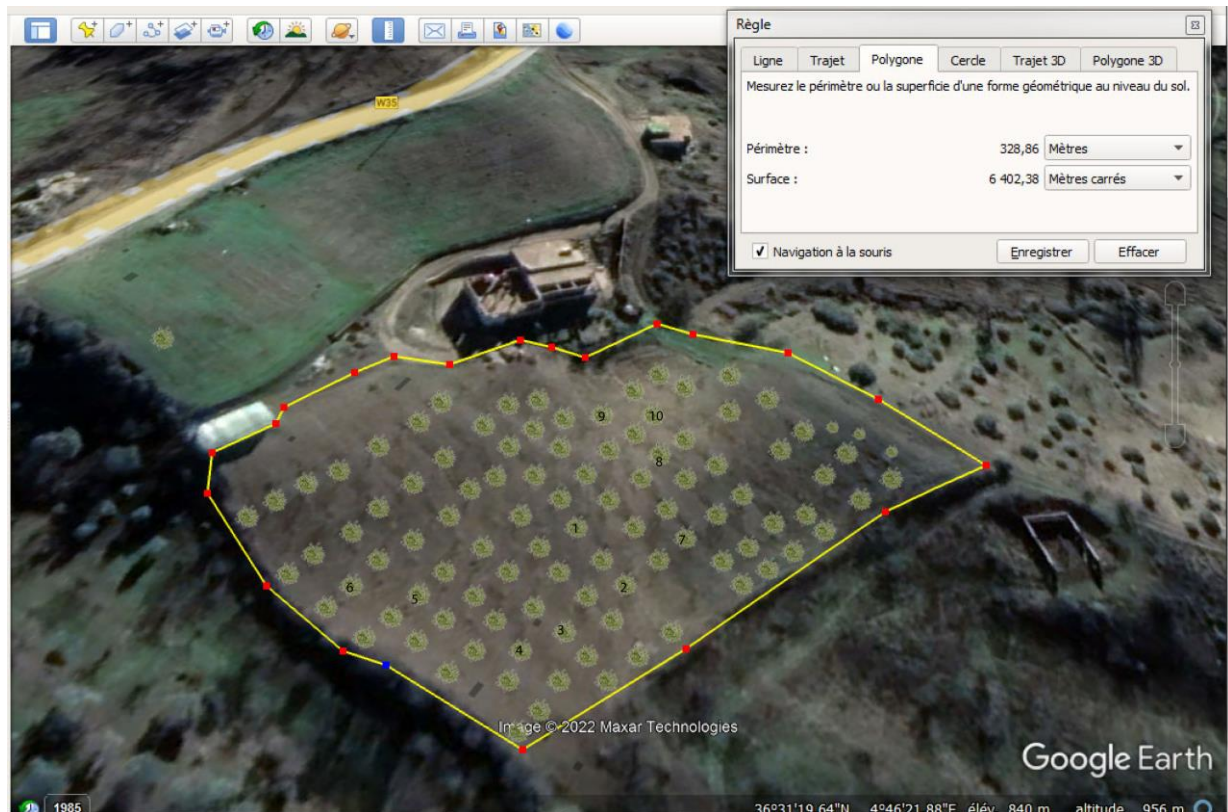 Règle
Ligne Trajet Polygone Cercle Trajet 3D Polygone 3D
Mesurez le périmètre ou la superficie d'une forme géométrique au niveau du sol.
Périmètre : 328,86 Mètres
Surface : 6 402,38 Mètres carrés
Navigation à la souris Enregistrer Effacer
W35
9 10
8
1
7
6 5 2
3
4
Image © 2022 Maxar Technologies
Google Earth
1985 36°31'19.64"N 4°46'21.88"E élév. 840 m altitude 956 m